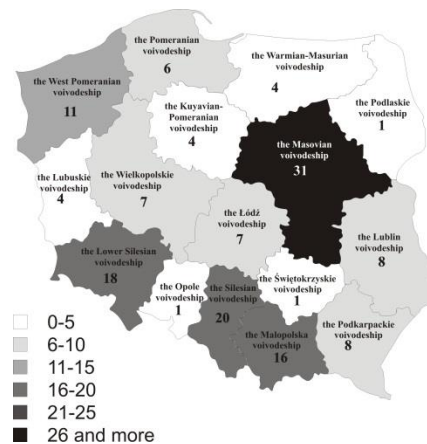 the Pomeranian
voivodeship
6
the Warmian-Masurian
voivodeship
4
the West Pomeranian
voivodeship
11
the Kuyavian-
Pomeranian
voivodeship
4
the Podlaskie
voivodeship
1
the Masovian
voivodeship
31
the Lubuskie
voivodeship
4
the Wielkopolskie
voivodeship
7
the Łódź
voivodeship
7
the Lublin
voivodeship
8
the Lower Silesian
voivodeship
18
the Opole
voivodeship
1
the Silesian
voivodeship
20
the Świętokrzyskie
voivodeship
1
the Małopolska
voivodeship
16
the Podkarpackie
voivodeship
8
0-5
6-10
11-15
16-20
21-25
26 and more